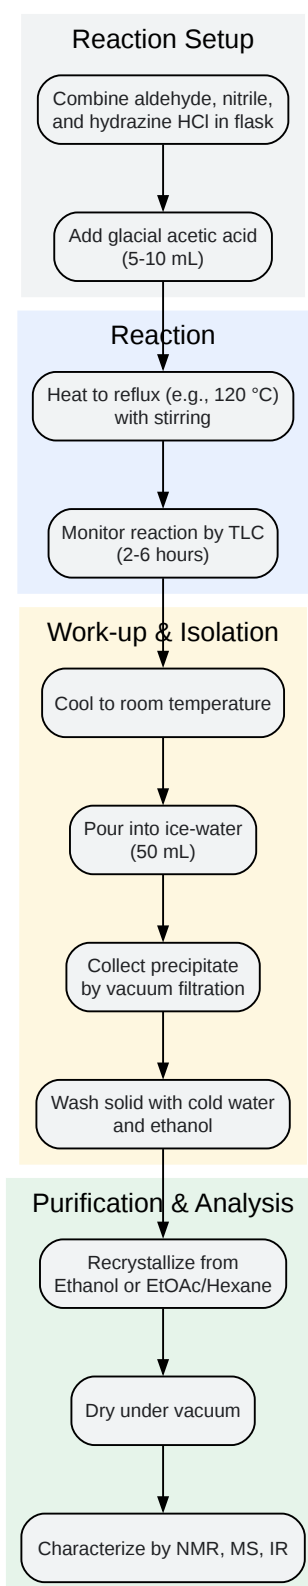 Reaction Setup
Combine aldehyde, nitrile,
and hydrazine HCl in flask
Add glacial acetic acid
(5-10 mL)
Reaction
Heat to reflux (e.g., 120 °C)
with stirring
Monitor reaction by TLC
(2-6 hours)
Work-up & Isolation
Cool to room temperature
Pour into ice-water
(50 mL)
Collect precipitate
by vacuum filtration
Wash solid with cold water
and ethanol
Purification & Analysis
Recrystallize from
Ethanol or EtOAc/Hexane
Dry under vacuum
Characterize by NMR, MS, IR